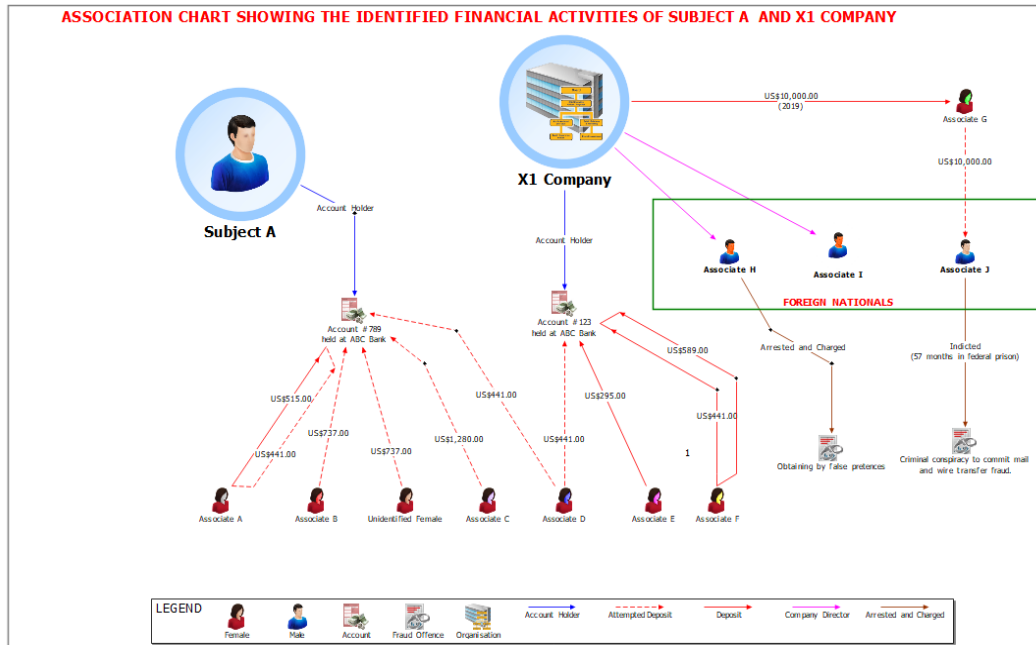 ASSOCIATION CHART SHOWING THE IDENTIFIED FINANCIAL ACTIVITIES OF SUBJECT A AND X1 COMPANY
US$10,000.00
(2019)
Associate G
X1 Company
US$10,000.00
Account Holder
Subject A
Account Holder
Associate H
Associate I
Associate J
FOREIGN NATIONALS
Account #789
held at ABC Bank
Account #123
held at ABC Bank
US$589.00
Arrested and Charged
Indicted
(57 months in federal prison)
US$515.00
US$441.00
US$295.00
US$441.00
US$737.00
US$1,280.00
US$441.00
US$441.00
US$737.00
1
Obtaining by false pretences
Criminal conspiracy to commit mail
and wire transfer fraud.
Associate A
Associate B
Unidentified Female
Associate C
Associate D
Associate E
Associate F
LEGEND
Female
Male
Account
Fraud Offence
Organisation
Account Holder
Attempted Deposit
Deposit
Company Director
Arrested and Charged